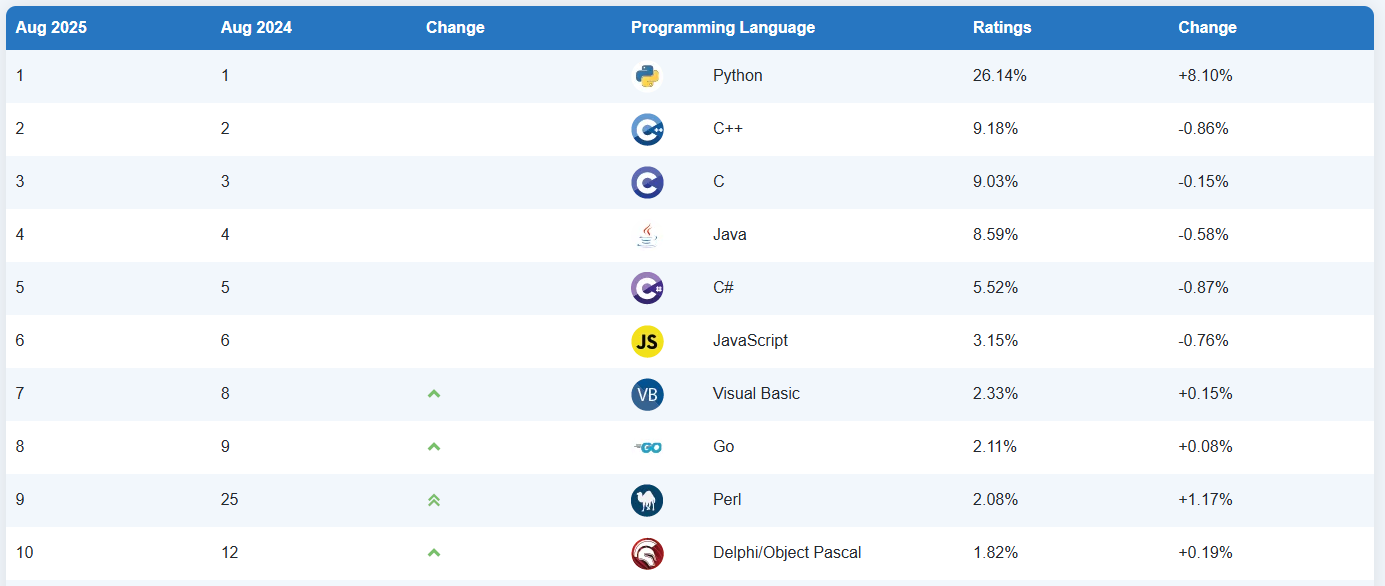 Aug 2025 Aug 2024 Change Programming Language Ratings Change
1 1 Python 26.14% +8.10%
2 2 C++ C++ 9.18% -0.86%
3 3 C C 9.03% -0.15%
4 4 Java 8.59% -0.58%
5 5 C# C# 5.52% -0.87%
6 6 JS JavaScript 3.15% -0.76%
7 8 VB Visual Basic 2.33% +0.15%
8 9 GO Go 2.11% +0.08%
9 25 Perl 2.08% +1.17%
10 12 Delphi/Object Pascal 1.82% +0.19%